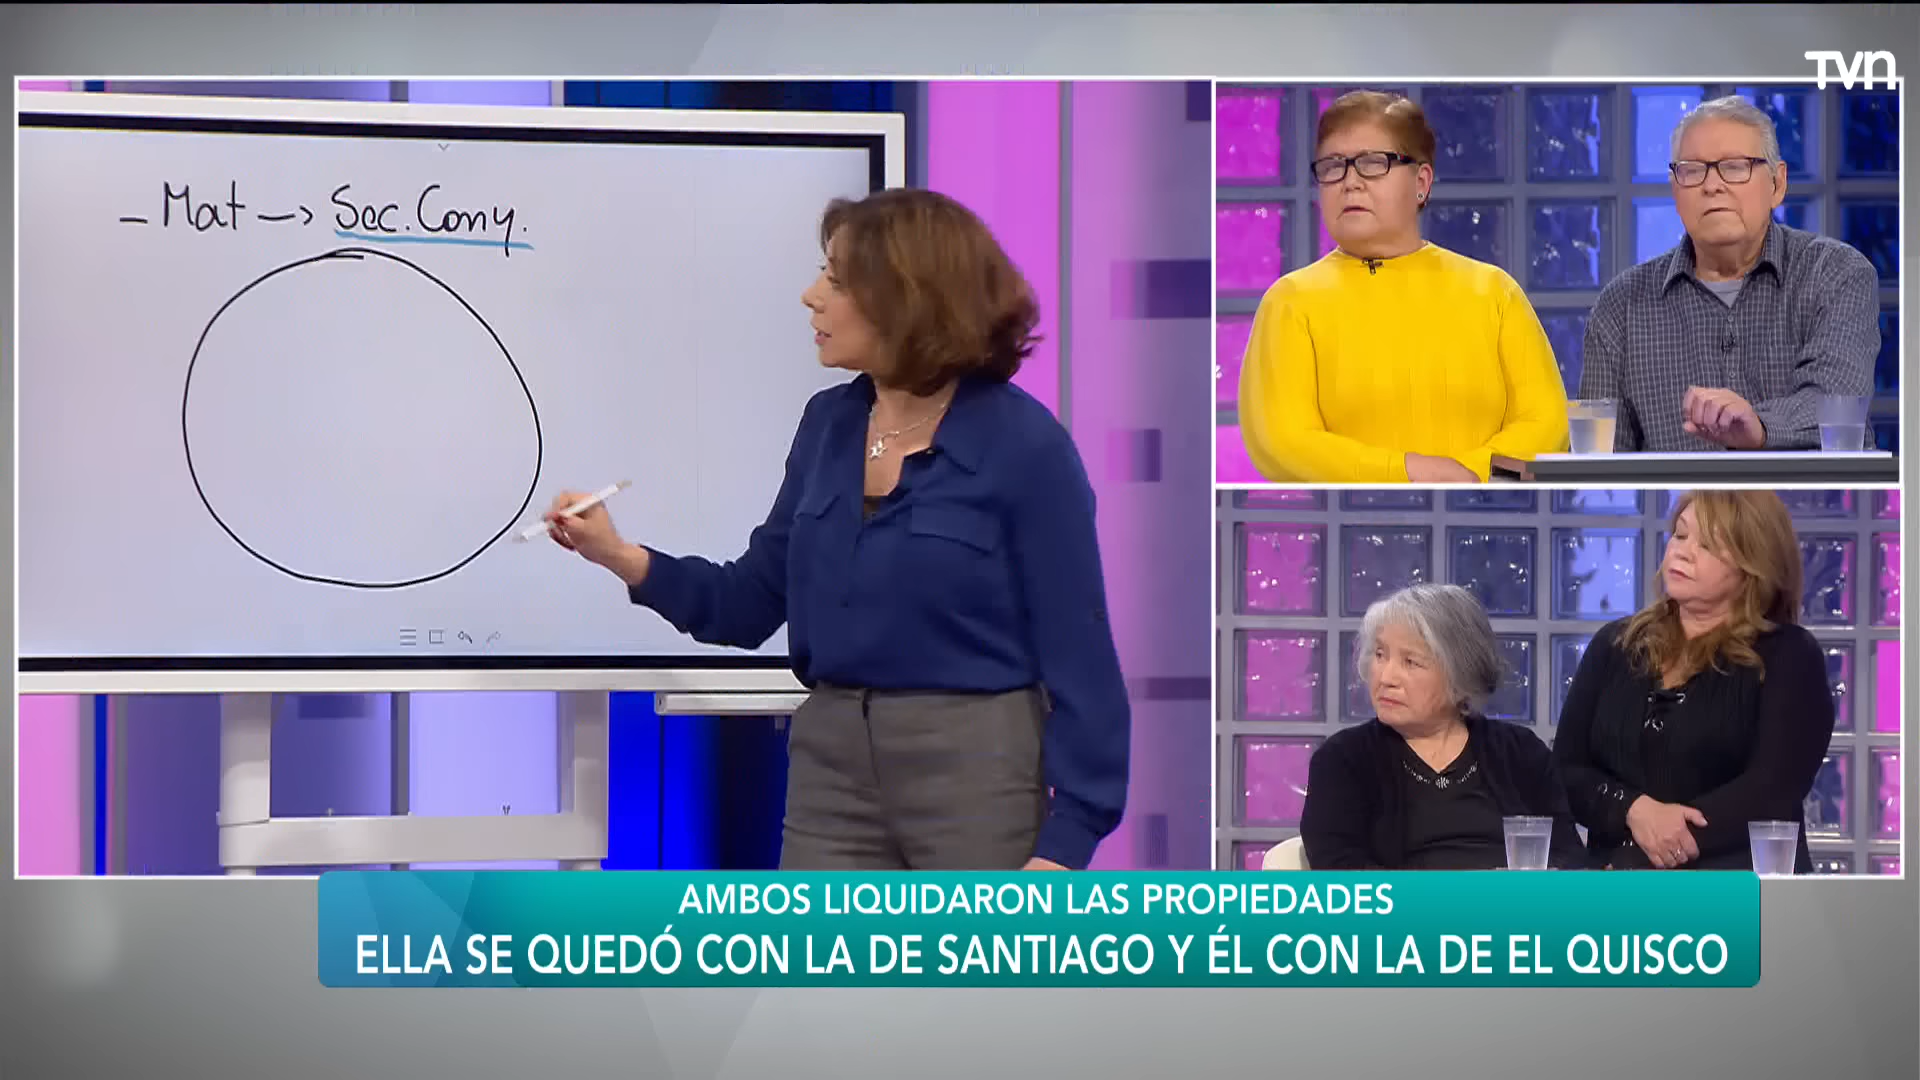 TVN
- Mat -> Soc. Cony.
AMBOS LIQUIDARON LAS PROPIEDADES
ELLA SE QUEDÓ CON LA DE SANTIAGO Y ÉL CON LA DE EL QUISCO